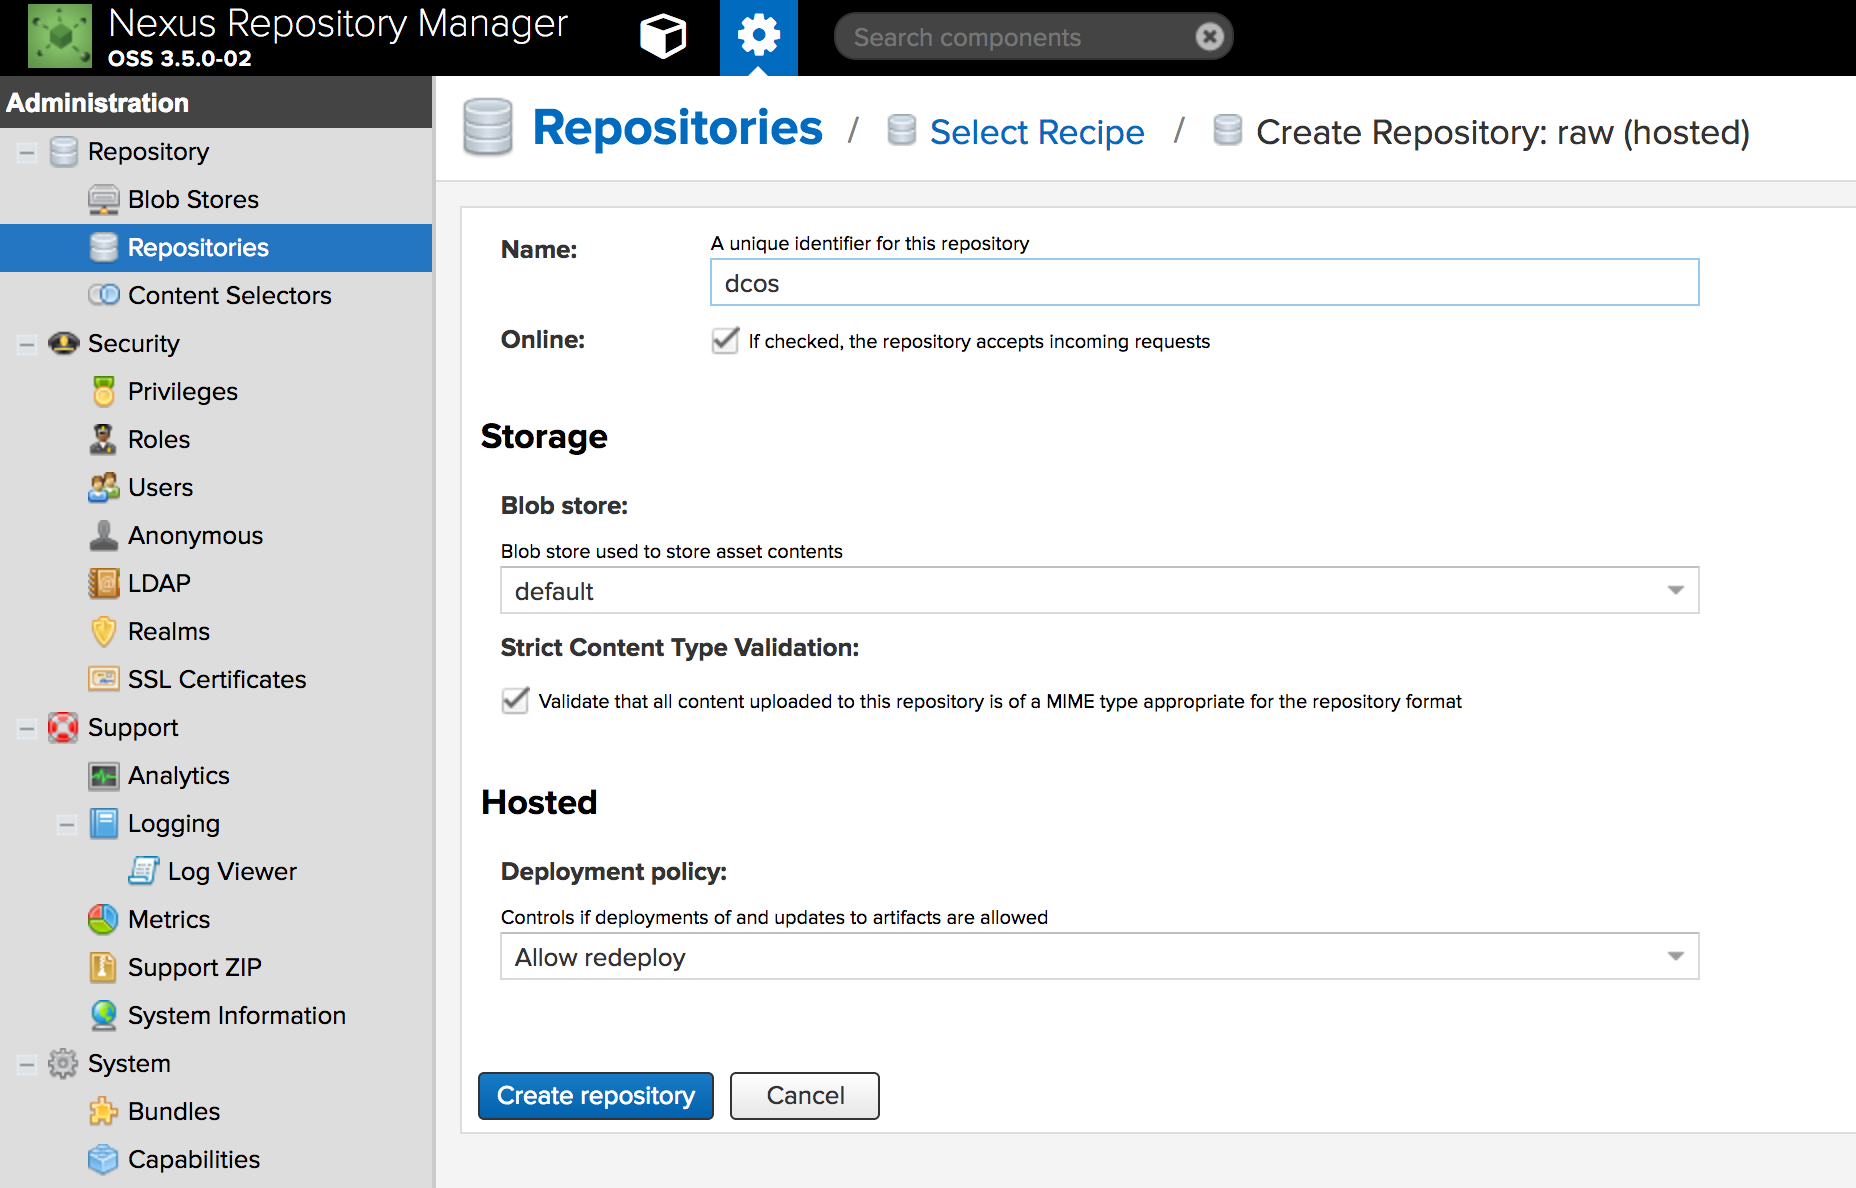 Nexus Repository Manager
OSS 3.5.0-02
Search components
Administration
Repository
Blob Stores
Repositories
Content Selectors
Security
Privileges
Roles
Users
Anonymous
LDAP
Realms
SSL Certificates
Support
Analytics
Logging
Log Viewer
Metrics
Support ZIP
System Information
System
Bundles
Capabilities
Repositories / Select Recipe / Create Repository: raw (hosted)
Name:
A unique identifier for this repository
dcos
Online:
If checked, the repository accepts incoming requests
Storage
Blob store:
Blob store used to store asset contents
default
Strict Content Type Validation:
Validate that all content uploaded to this repository is of a MIME type appropriate for the repository format
Hosted
Deployment policy:
Controls if deployments of and updates to artifacts are allowed
Allow redeploy
Create repository
Cancel